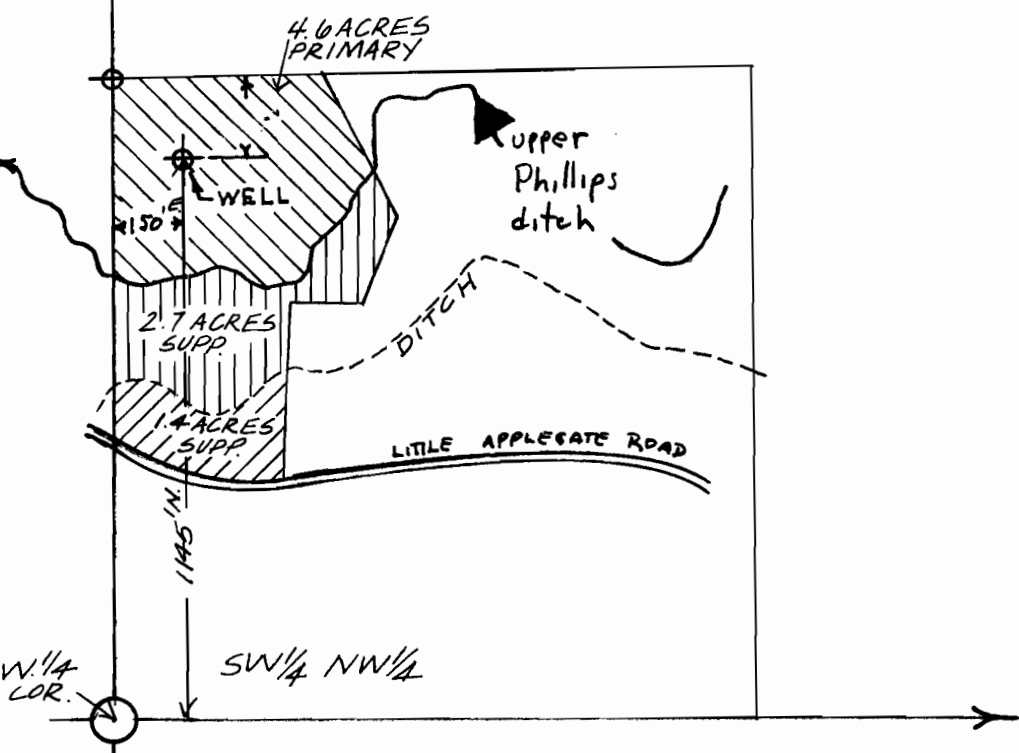 4.6 ACRES
PRIMARY
upper
Phillips
ditch
WELL
150'E
2.7 ACRES
SUPP.
DITCH
1.4 ACRES
SUPP.
LITTLE APPLEGATE ROAD
1145'N.
W.1/4
COR.
SW1/4 NW1/4